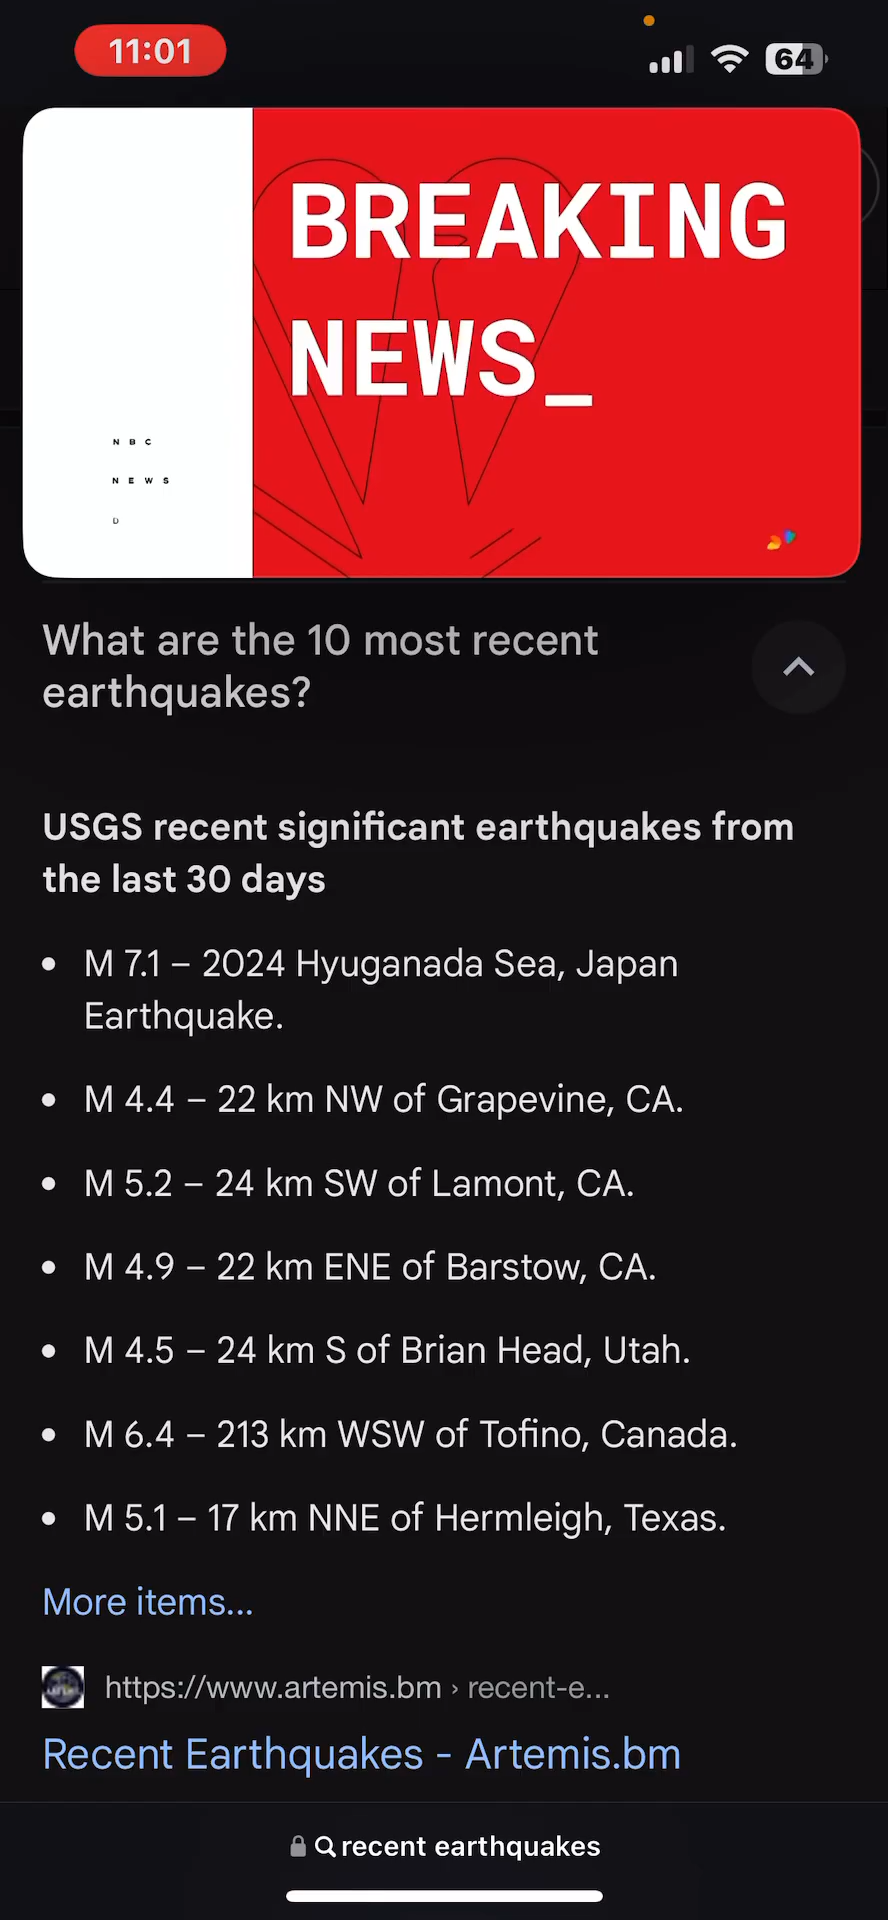 11:01
64
BREAKING
NEWS_
NBC
NEWS
D
What are the 10 most recent
earthquakes?
USGS recent significant earthquakes from
the last 30 days
• M 7.1 – 2024 Hyuganada Sea, Japan
Earthquake.
• M 4.4 – 22 km NW of Grapevine, CA.
• M 5.2 – 24 km SW of Lamont, CA.
• M 4.9 – 22 km ENE of Barstow, CA.
• M 4.5 – 24 km S of Brian Head, Utah.
• M 6.4 – 213 km WSW of Tofino, Canada.
• M 5.1 – 17 km NNE of Hermleigh, Texas.
More items...
https://www.artemis.bm › recent-e...
Recent Earthquakes - Artemis.bm
recent earthquakes